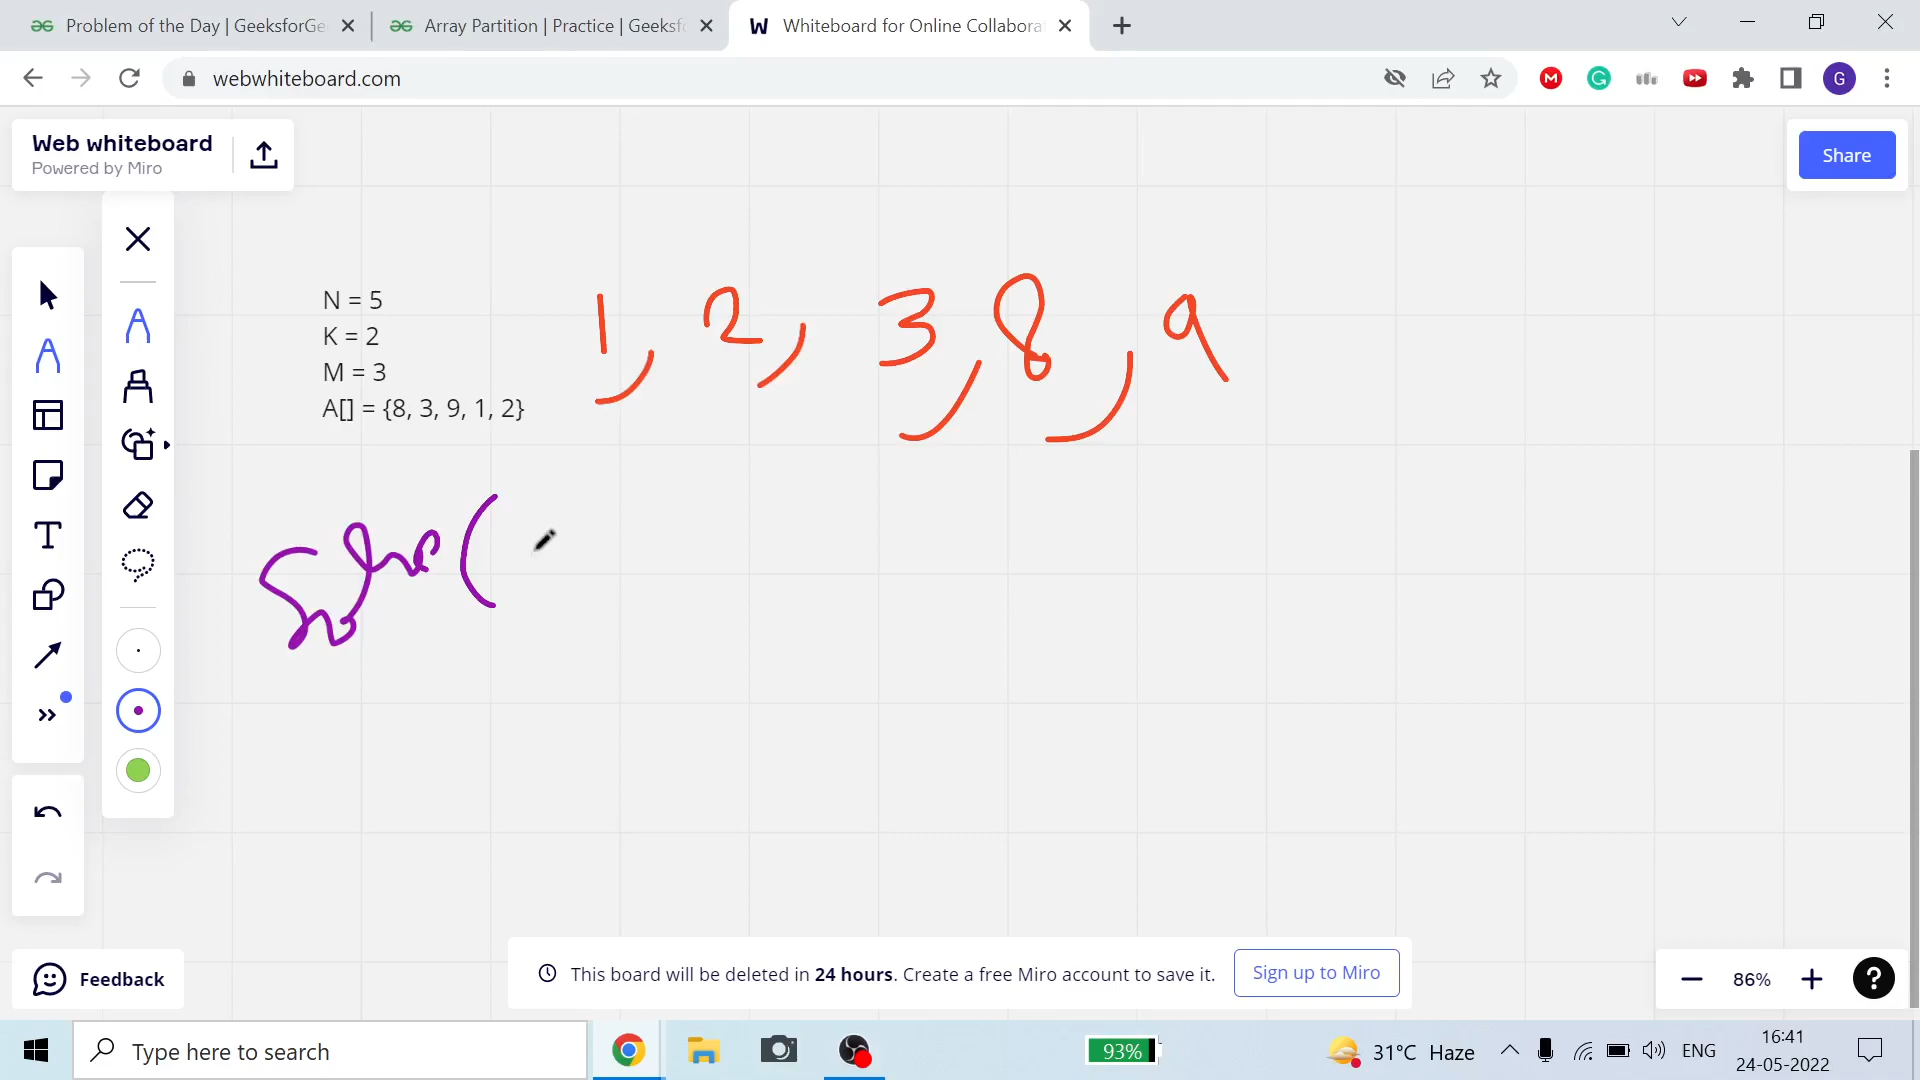 Problem of the Day | GeeksforGe
Array Partition | Practice | Geeksfo
Whiteboard for Online Collabora
webwhiteboard.com
G
Web whiteboard
Powered by Miro
Share
N = 5
K = 2
M = 3
A[] = {8, 3, 9, 1, 2}
1, 2, 3, 8, 9
Solve(
T
Feedback
This board will be deleted in 24 hours. Create a free Miro account to save it.
Sign up to Miro
86%
Type here to search
93%
31°C Haze
ENG
16:41
24-05-2022